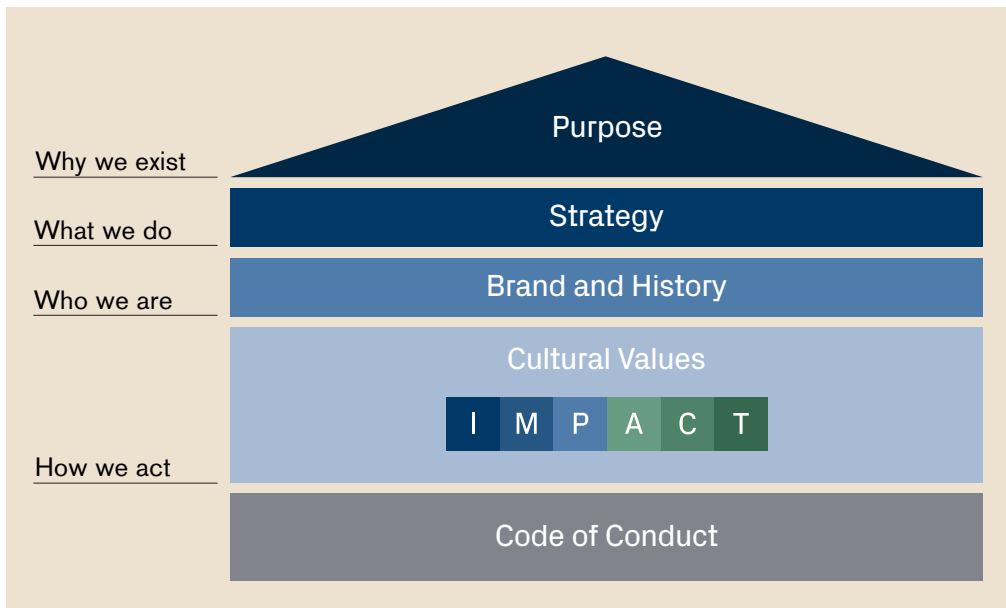 Purpose
Why we exist
Strategy
What we do
Brand and History
Who we are
Cultural Values
I M P A C T
How we act
Code of Conduct